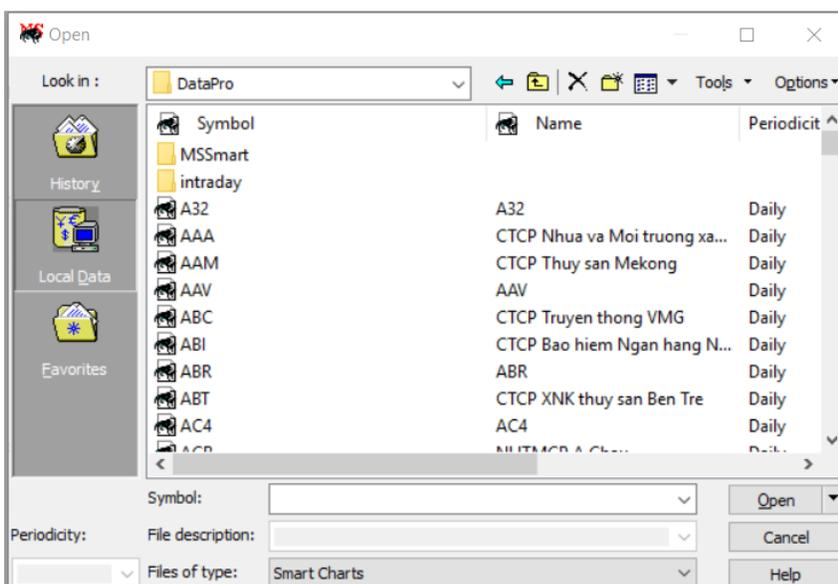 MS Open
Look in : DataPro Tools Options
Symbol Name Periodicit
MSSmart
intraday
A32 A32 Daily
AAA CTCP Nhua va Moi truong xa... Daily
AAM CTCP Thuy san Mekong Daily
AAV AAV Daily
ABC CTCP Truyen thong VMG Daily
ABI CTCP Bao hiem Ngan hang N... Daily
ABR ABR Daily
ABT CTCP XNK thuy san Ben Tre Daily
AC4 AC4 Daily
History
Local Data
Favorites
Symbol: Open
Periodicity: File description: Cancel
Files of type: Smart Charts Help